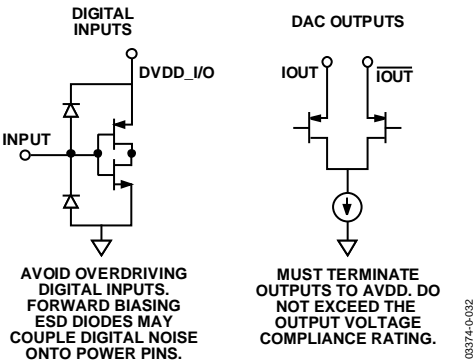 DIGITAL
INPUTS
DVDD_I/O
INPUT
AVOID OVERDRIVING
DIGITAL INPUTS.
FORWARD BIASING
ESD DIODES MAY
COUPLE DIGITAL NOISE
ONTO POWER PINS.
DAC OUTPUTS
IOUT
IOUT
MUST TERMINATE
OUTPUTS TO AVDD. DO
NOT EXCEED THE
OUTPUT VOLTAGE
COMPLIANCE RATING.
03374-0-032